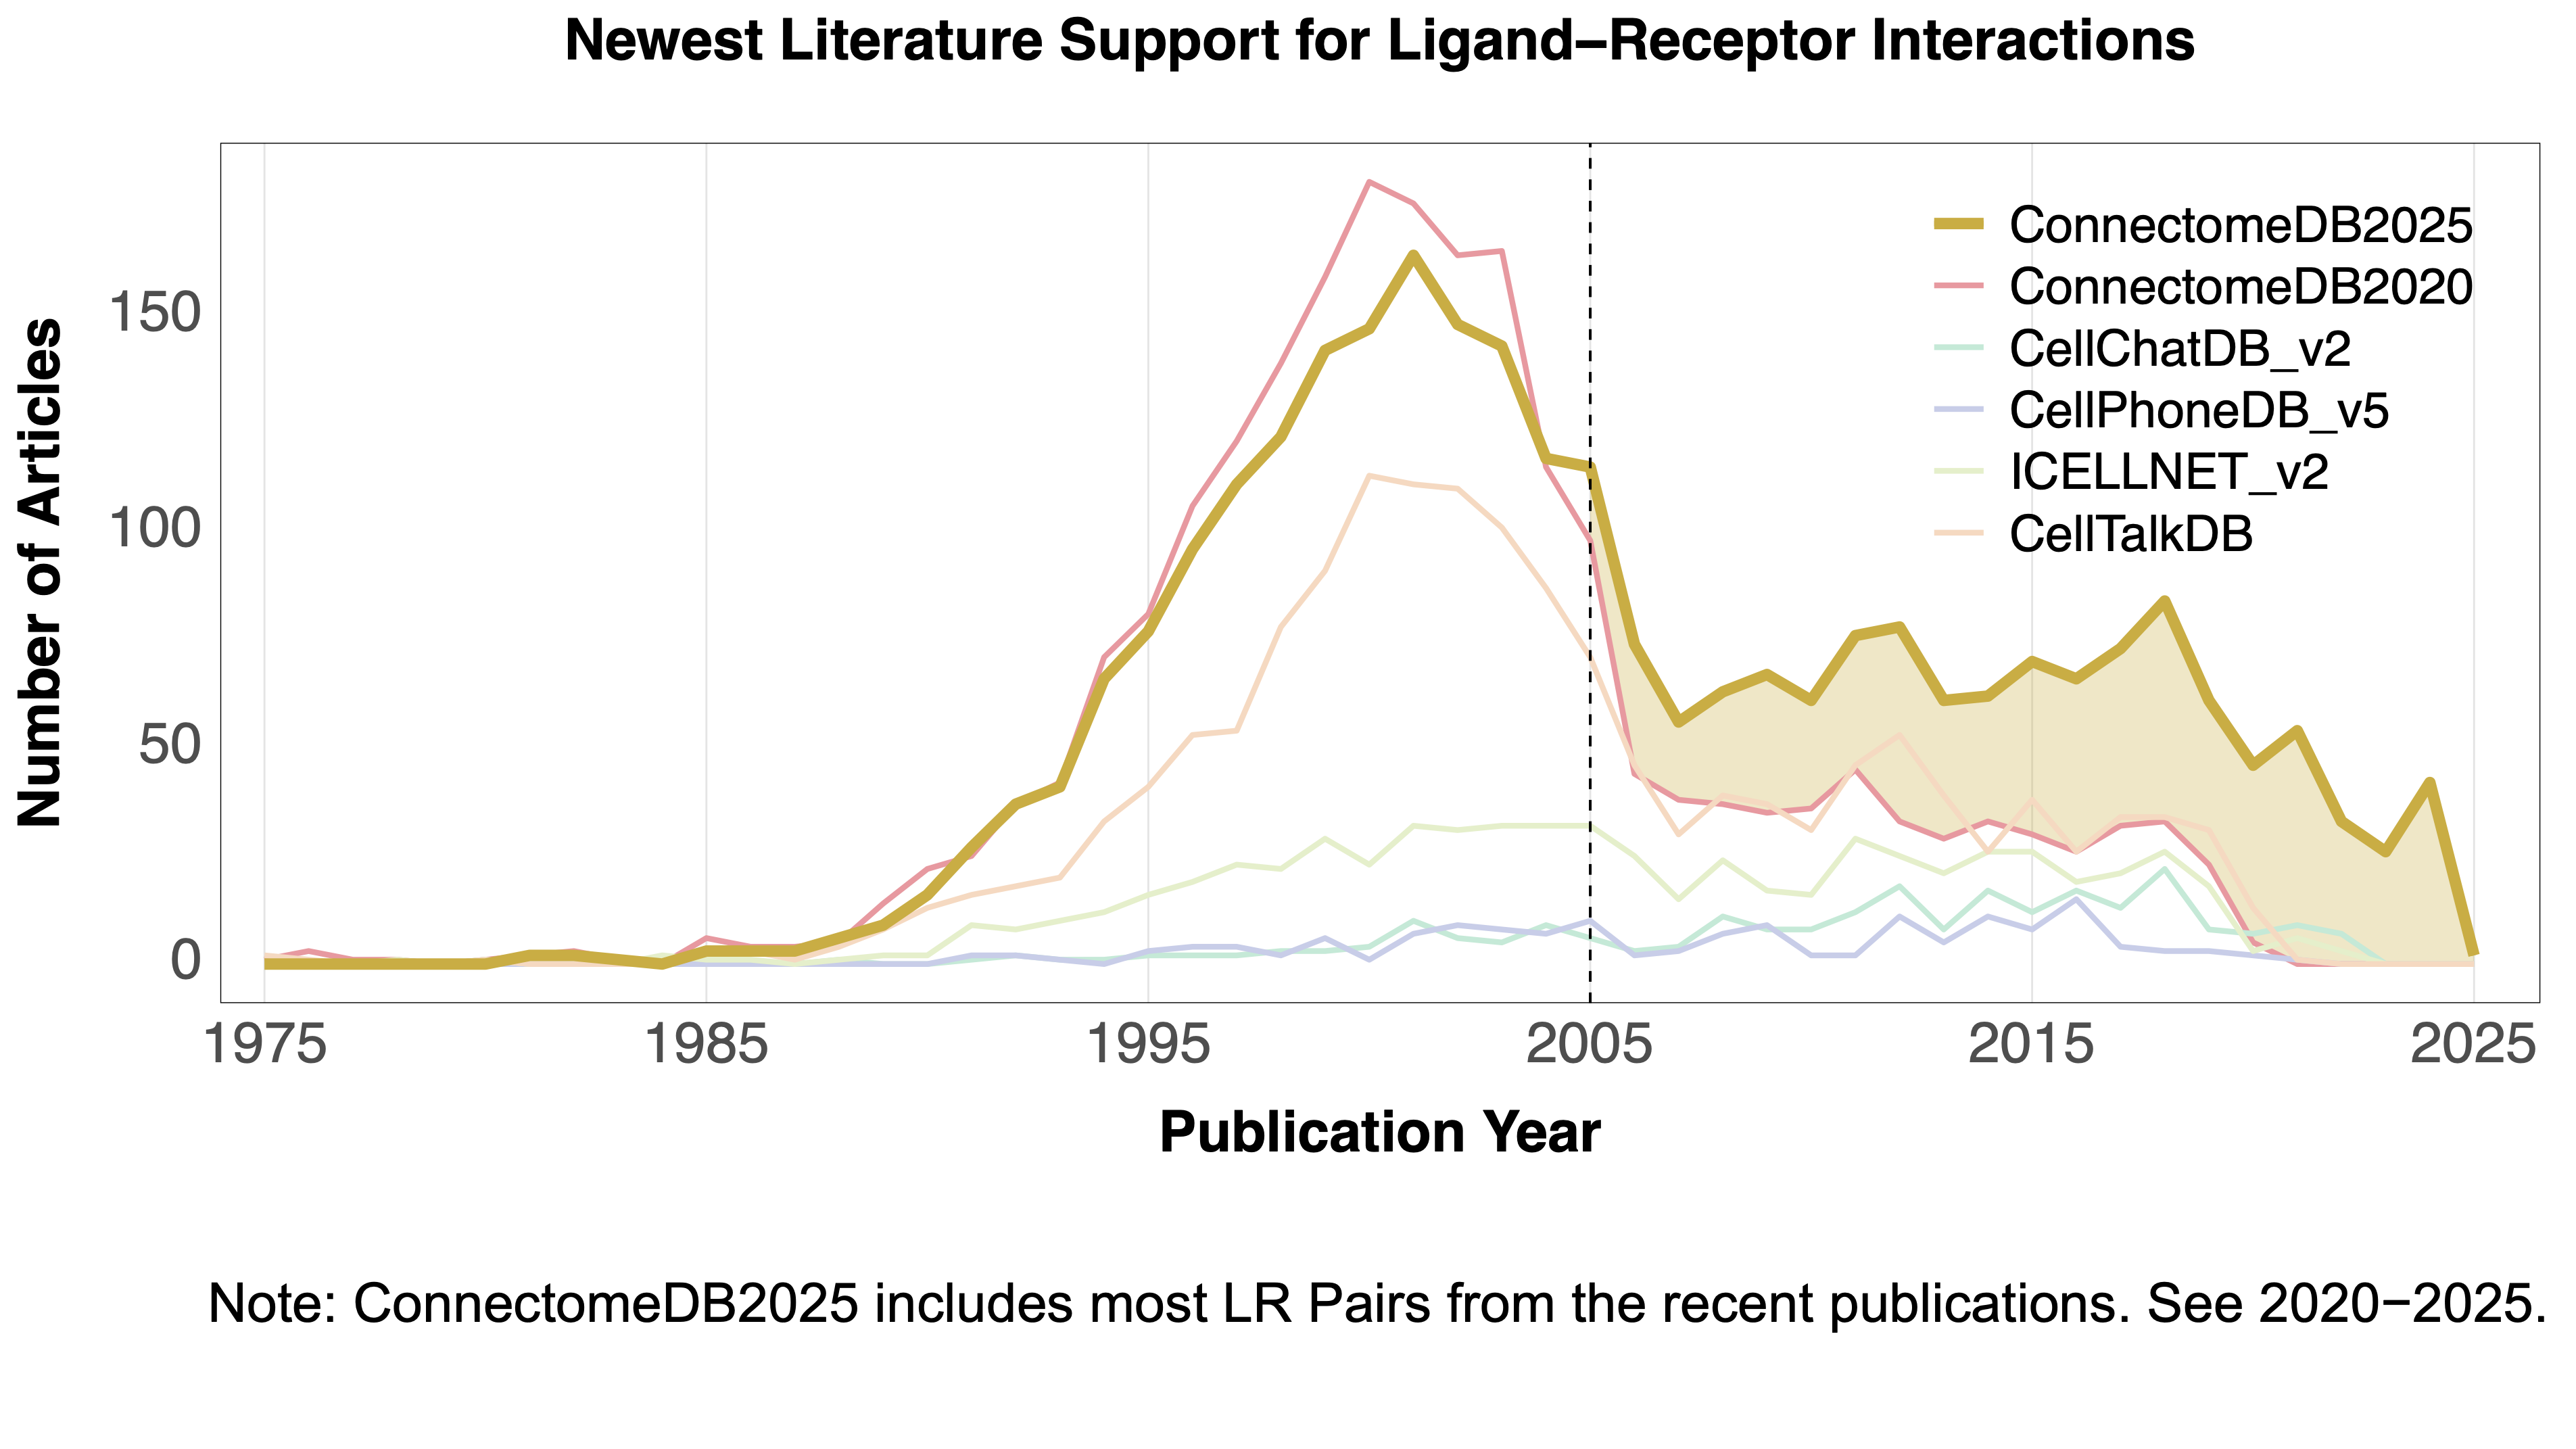 Newest Literature Support for Ligand–Receptor Interactions
Number of Articles
150
100
50
0
ConnectomeDB2025
ConnectomeDB2020
CellChatDB_v2
CellPhoneDB_v5
ICELLNET_v2
CellTalkDB
1975 1985 1995 2005 2015 2025
Publication Year
Note: ConnectomeDB2025 includes most LR Pairs from the recent publications. See 2020−2025.